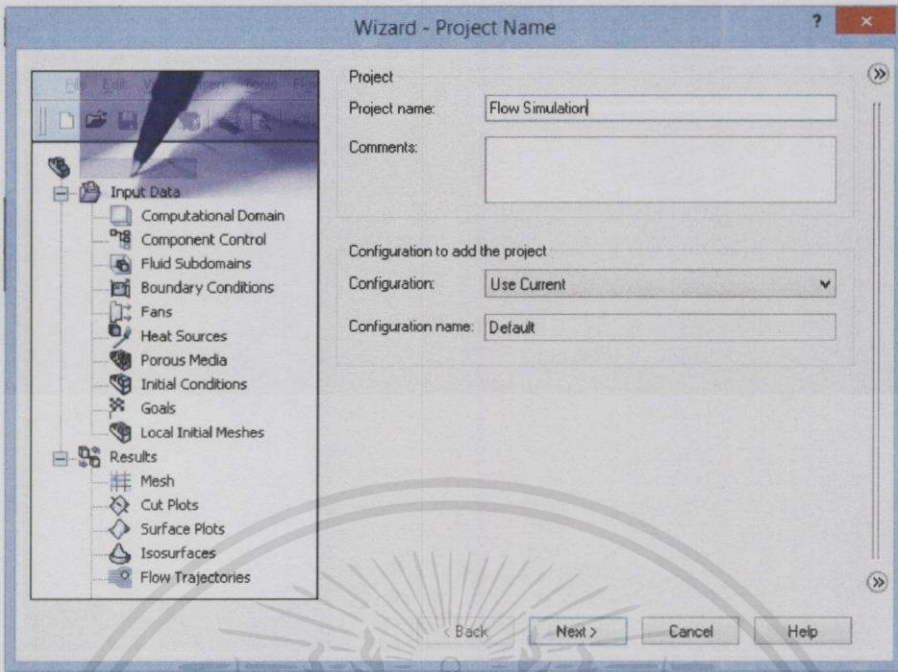 Wizard - Project Name
?
×
File Edit
Input Data
Computational Domain
Component Control
Fluid Subdomains
Boundary Conditions
Fans
Heat Sources
Porous Media
Initial Conditions
Goals
Local Initial Meshes
Results
Mesh
Cut Plots
Surface Plots
Isosurfaces
Flow Trajectories
Project
Project name: Flow Simulation
Comments:
Configuration to add the project
Configuration: Use Current
Configuration name: Default
< Back Next > Cancel Help